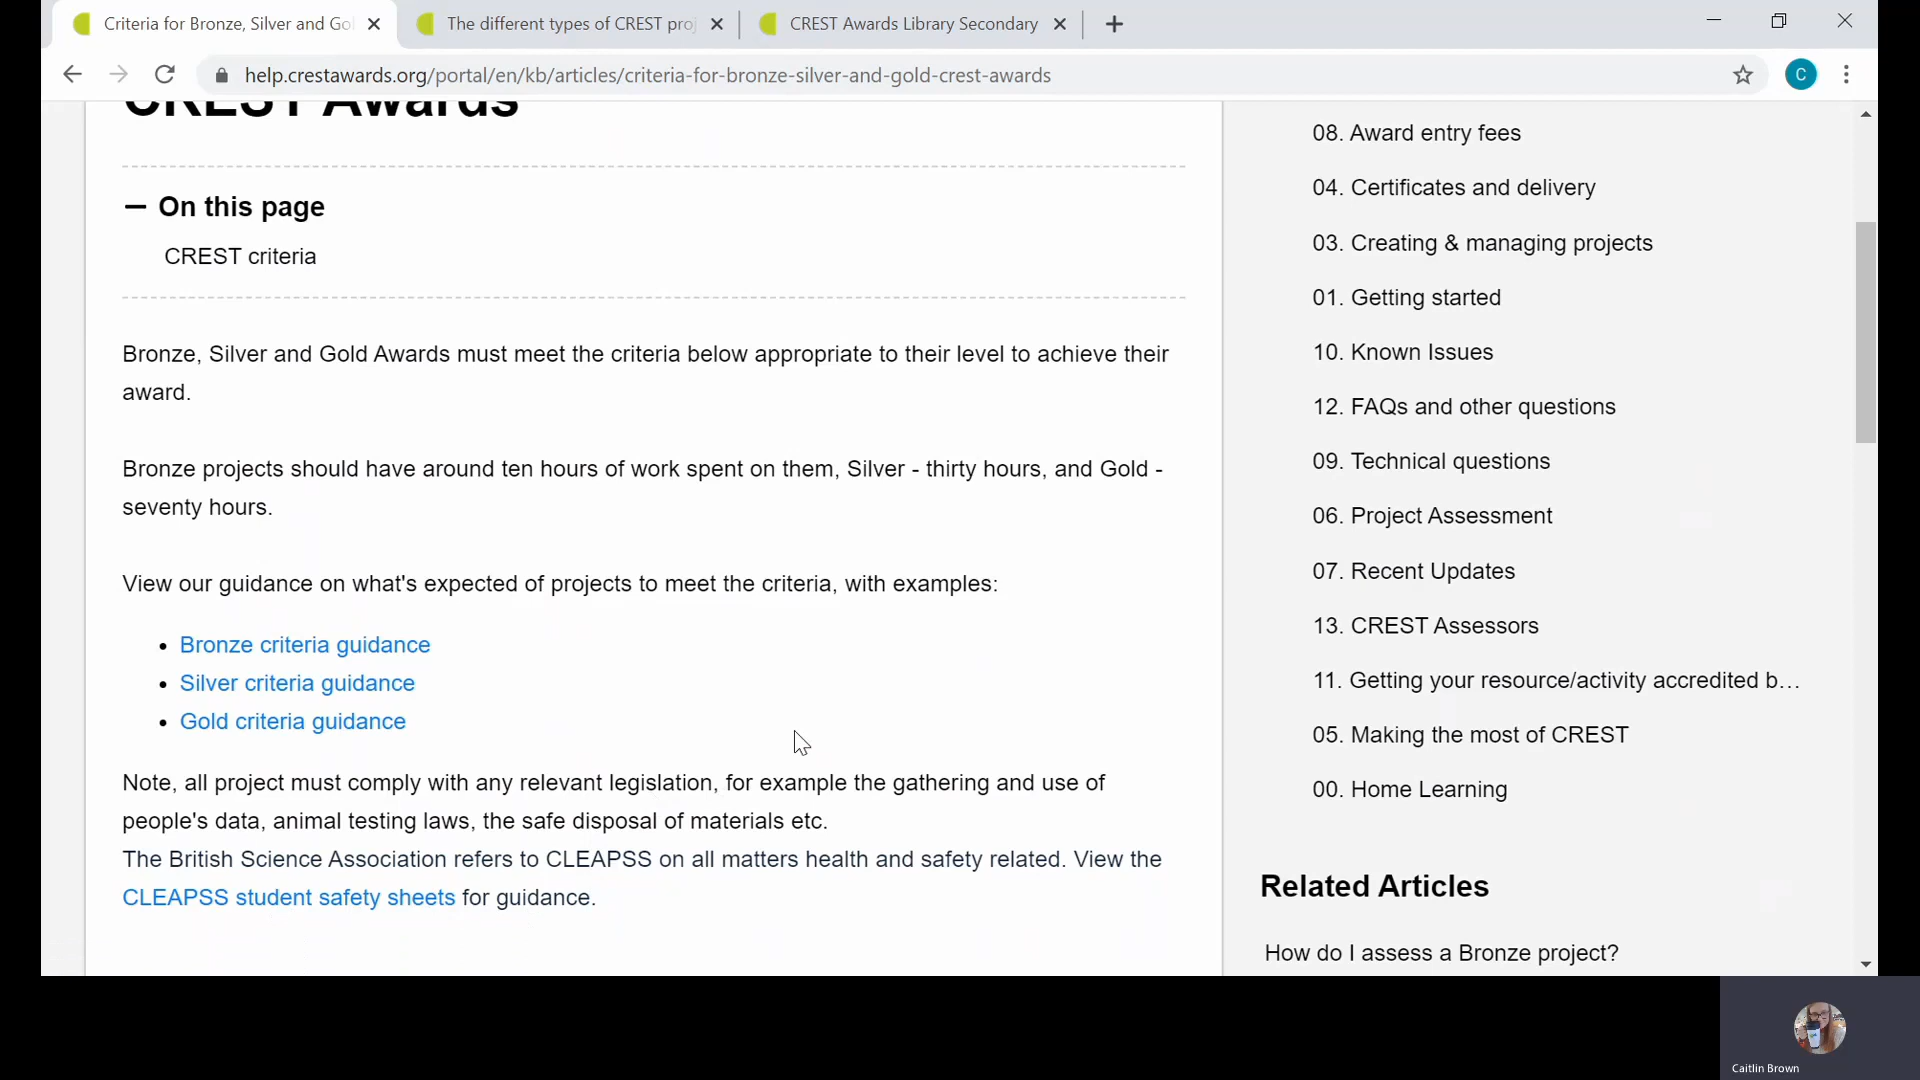 Criteria for Bronze, Silver and Go
The different types of CREST pro
CREST Awards Library Secondary
help.crestawards.org/portal/en/kb/articles/criteria-for-bronze-silver-and-gold-crest-awards
C
CREST Awards
On this page
CREST criteria
Bronze, Silver and Gold Awards must meet the criteria below appropriate to their level to achieve their
award.
Bronze projects should have around ten hours of work spent on them, Silver - thirty hours, and Gold -
seventy hours.
View our guidance on what's expected of projects to meet the criteria, with examples:
• Bronze criteria guidance
• Silver criteria guidance
• Gold criteria guidance
Note, all project must comply with any relevant legislation, for example the gathering and use of
people's data, animal testing laws, the safe disposal of materials etc.
The British Science Association refers to CLEAPSS on all matters health and safety related. View the
CLEAPSS student safety sheets for guidance.
08. Award entry fees
04. Certificates and delivery
03. Creating & managing projects
01. Getting started
10. Known Issues
12. FAQs and other questions
09. Technical questions
06. Project Assessment
07. Recent Updates
13. CREST Assessors
11. Getting your resource/activity accredited b...
05. Making the most of CREST
00. Home Learning
Related Articles
How do I assess a Bronze project?
Caitlin Brown